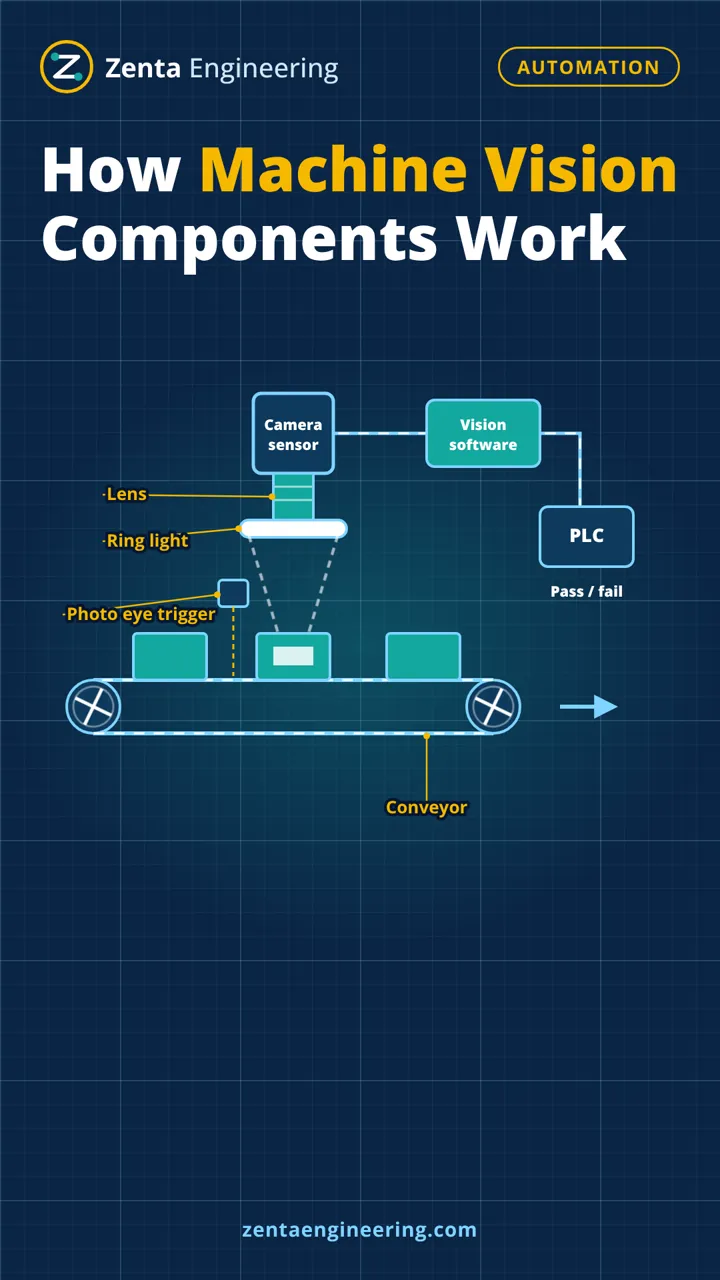 Zenta Engineering
AUTOMATION
How Machine Vision
Components Work
Camera
sensor
Vision
software
Lens
Ring light
PLC
Pass / fail
Photo eye trigger
Conveyor
zentaengineering.com